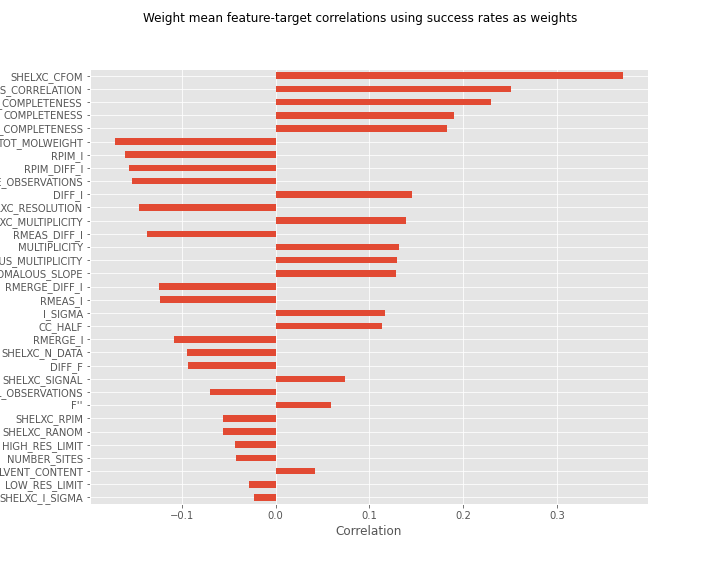 Weight mean feature-target correlations using success rates as weights
SHELXC_CFOM
S_CORRELATION
_COMPLETENESS
COMPLETENESS
_COMPLETENESS
TOT_MOLWEIGHT
RPIM_I
RPIM_DIFF_I
E_OBSERVATIONS
DIFF_I
LXC_RESOLUTION
XC_MULTIPLICITY
RMEAS_DIFF_I
MULTIPLICITY
US_MULTIPLICITY
OMALOUS_SLOPE
RMERGE_DIFF_I
RMEAS_I
I_SIGMA
CC_HALF
RMERGE_I
SHELXC_N_DATA
DIFF_F
SHELXC_SIGNAL
L_OBSERVATIONS
F''
SHELXC_RPIM
SHELXC_RANOM
HIGH_RES_LIMIT
NUMBER_SITES
LVENT_CONTENT
LOW_RES_LIMIT
SHELXC_I_SIGMA
−0.1 0.0 0.1 0.2 0.3
Correlation